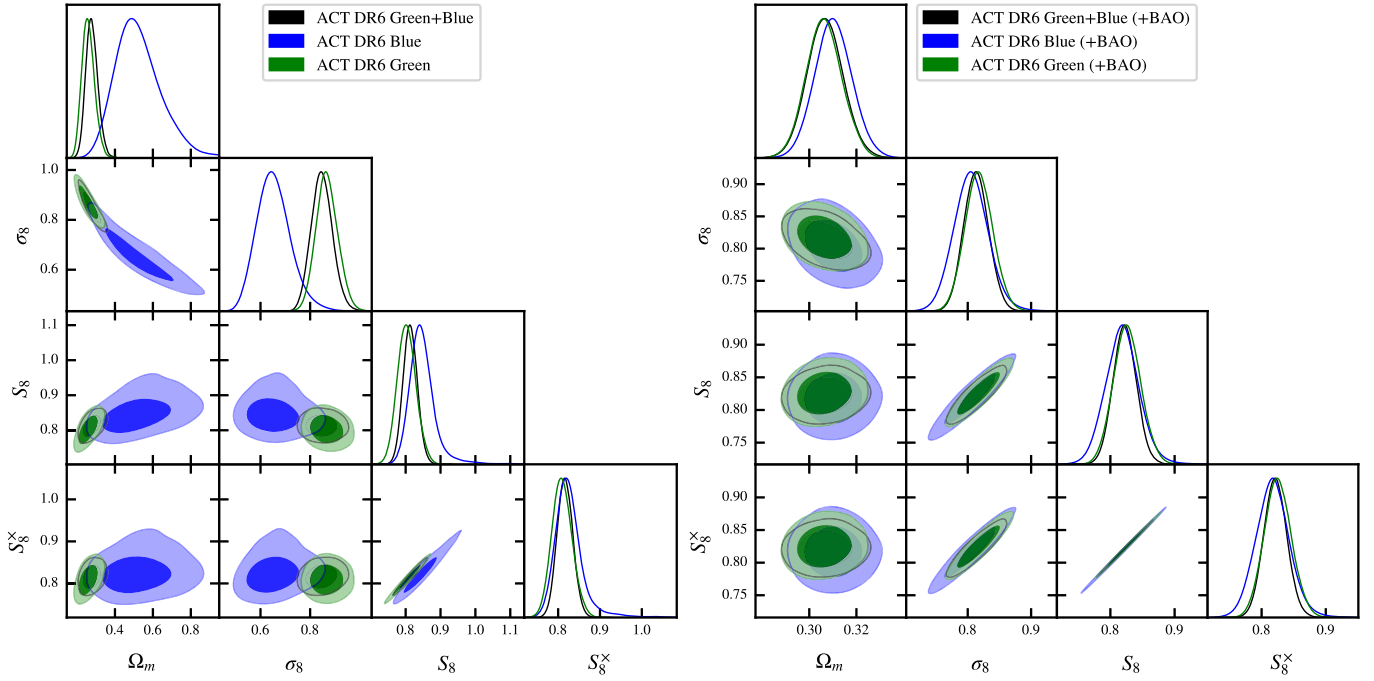 ACT DR6 Green+Blue
ACT DR6 Blue
ACT DR6 Green
1.0
0.8
0.6
σ₈
1.1
1.0
0.9
0.8
S₈
1.0
0.9
0.8
S₈^×
0.4 0.6 0.8
0.6 0.8
0.8 0.9 1.0 1.1
0.8 0.9 1.0
Ωₘ
σ₈
S₈
S₈^×
ACT DR6 Green+Blue (+BAO)
ACT DR6 Blue (+BAO)
ACT DR6 Green (+BAO)
0.90
0.85
0.80
0.75
σ₈
0.90
0.85
0.80
0.75
S₈
0.90
0.85
0.80
0.75
S₈^×
0.30 0.32
0.8 0.9
0.8 0.9
0.8 0.9
Ωₘ
σ₈
S₈
S₈^×